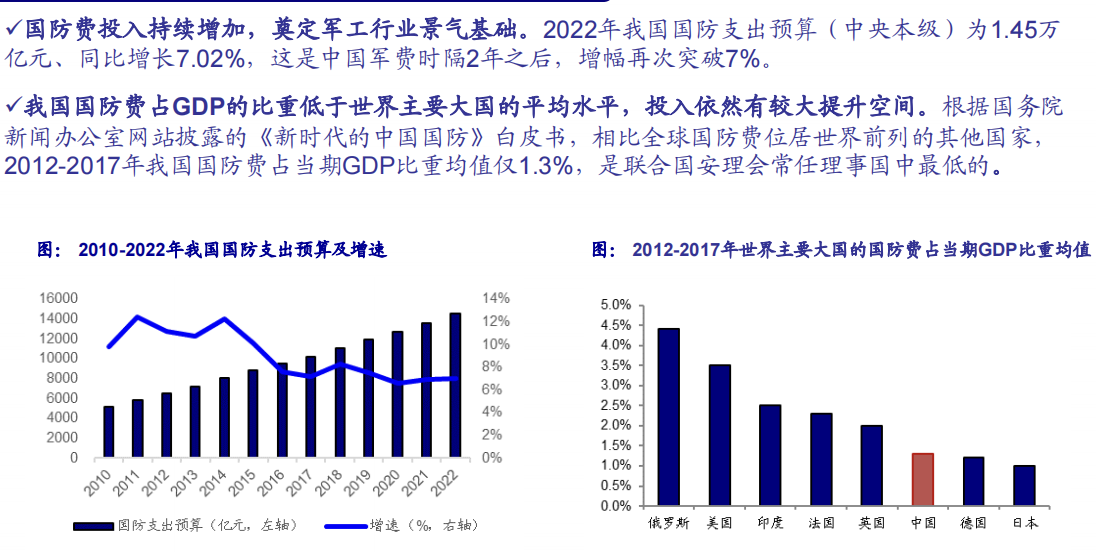 ✓国防费投入持续增加，奠定军工行业景气基础。2022年我国国防支出预算（中央本级）为1.45万
亿元、同比增长7.02%，这是中国军费时隔2年之后，增幅再次突破7%。
✓我国国防费占GDP的比重低于世界主要大国的平均水平，投入依然有较大提升空间。根据国务院
新闻办公室网站披露的《新时代的中国国防》白皮书，相比全球国防费位居世界前列的其他国家，
2012-2017年我国国防费占当期GDP比重均值仅1.3%，是联合国安理会常任理事国中最低的。
图： 2010-2022年我国国防支出预算及增速
16000
14000
12000
10000
8000
6000
4000
2000
0
14%
12%
10%
8%
6%
4%
2%
0%
2010
2011
2012
2013
2014
2015
2016
2017
2018
2019
2020
2021
2022
国防支出预算（亿元，左轴）
增速（%，右轴）
图： 2012-2017年世界主要大国的国防费占当期GDP比重均值
5.0%
4.5%
4.0%
3.5%
3.0%
2.5%
2.0%
1.5%
1.0%
0.5%
0.0%
俄罗斯
美国
印度
法国
英国
中国
德国
日本